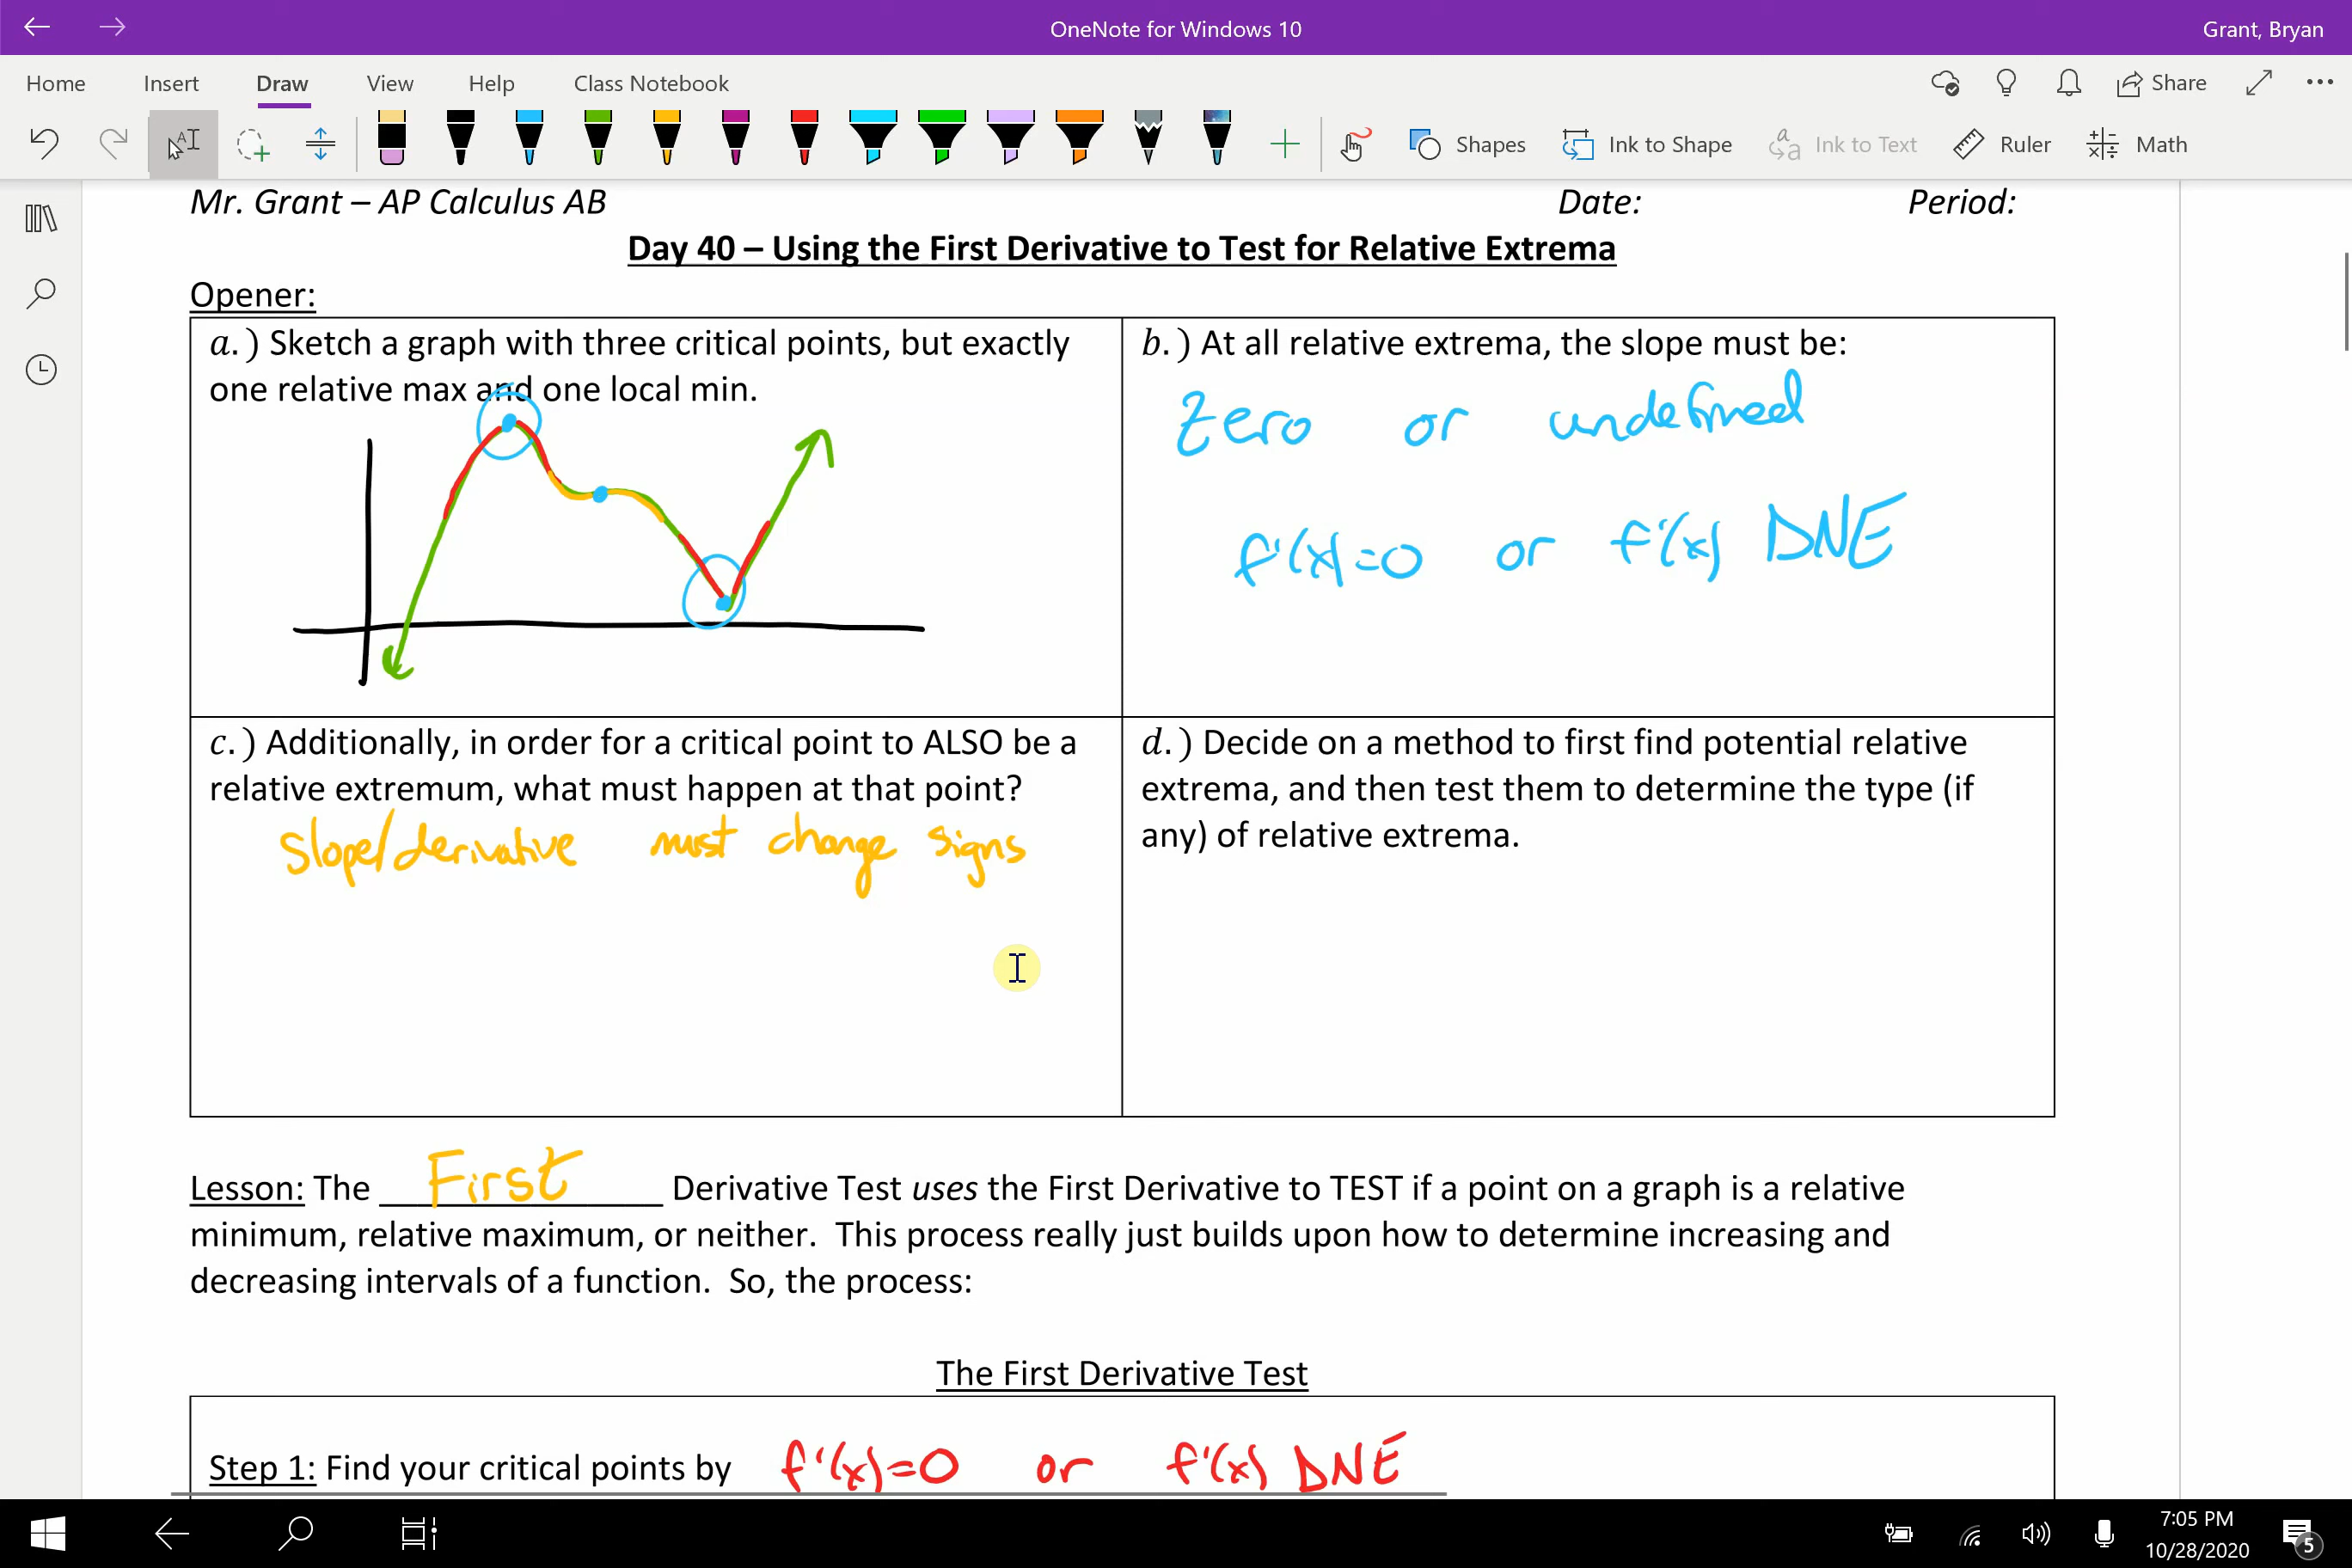 OneNote for Windows 10
Grant, Bryan
Home Insert Draw View Help Class Notebook
Share
Shapes Ink to Shape Ink to Text Ruler Math
Mr. Grant – AP Calculus AB Date: Period:
Day 40 – Using the First Derivative to Test for Relative Extrema
Opener:
a.) Sketch a graph with three critical points, but exactly
one relative max and one local min.
b.) At all relative extrema, the slope must be:
Zero or undefined
f'(x)=0 or f'(x) DNE
c.) Additionally, in order for a critical point to ALSO be a
relative extremum, what must happen at that point?
slope/derivative must change signs
d.) Decide on a method to first find potential relative
extrema, and then test them to determine the type (if
any) of relative extrema.
Lesson: The First Derivative Test uses the First Derivative to TEST if a point on a graph is a relative
minimum, relative maximum, or neither. This process really just builds upon how to determine increasing and
decreasing intervals of a function. So, the process:
The First Derivative Test
Step 1: Find your critical points by f'(x)=0 or f'(x) DNE
7:05 PM
10/28/2020
5